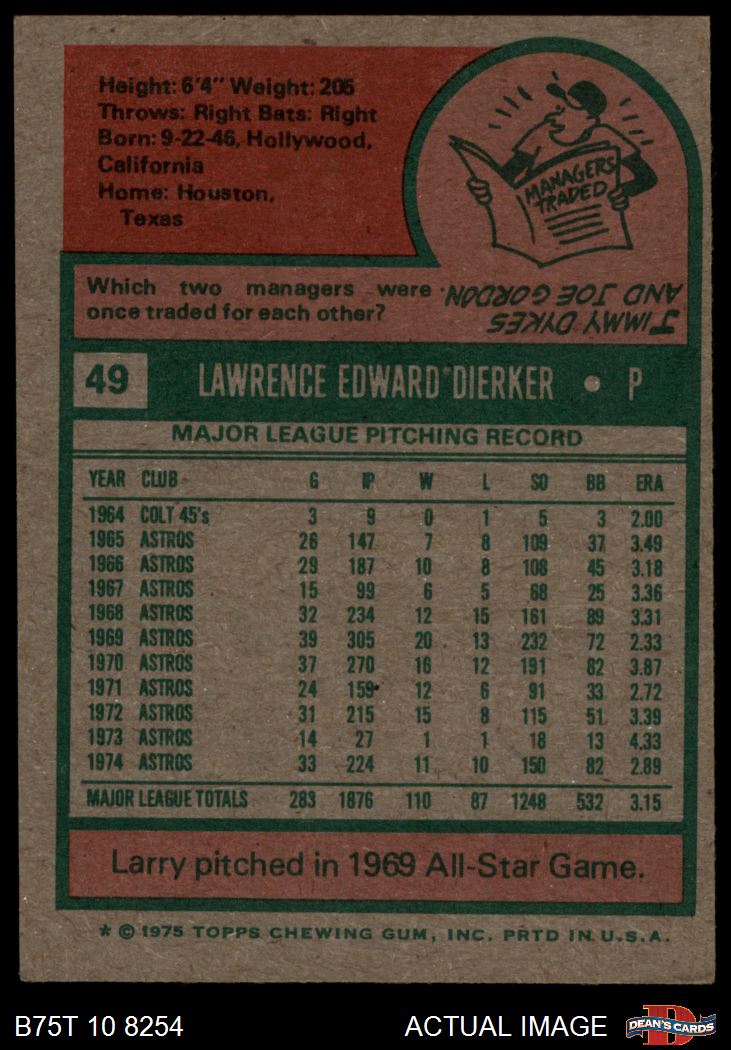 Height: 6'4" Weight: 205
Throws: Right Bats: Right
Born: 9-22-46, Hollywood,
California
Home: Houston,
Texas
MANAGERS
TRADED
Which two managers were
once traded for each other?
JIMMY DYKES
AND JOE GORDON.
49 LAWRENCE EDWARD DIERKER • P
MAJOR LEAGUE PITCHING RECORD
YEAR CLUB G IP W L SO BB ERA
1964 COLT 45's 3 9 0 1 5 3 2.00
1965 ASTROS 26 147 7 8 109 37 3.49
1966 ASTROS 29 187 10 8 108 45 3.18
1967 ASTROS 15 99 6 5 68 25 3.36
1968 ASTROS 32 234 12 15 161 89 3.31
1969 ASTROS 39 305 20 13 232 72 2.33
1970 ASTROS 37 270 16 12 191 82 3.87
1971 ASTROS 24 159 12 6 91 33 2.72
1972 ASTROS 31 215 15 8 115 51 3.39
1973 ASTROS 14 27 1 1 18 13 4.33
1974 ASTROS 33 224 11 10 150 82 2.89
MAJOR LEAGUE TOTALS 283 1876 110 87 1248 532 3.15
Larry pitched in 1969 All-Star Game.
* © 1975 TOPPS CHEWING GUM, INC. PRTD IN U.S.A.
B75T 10 8254 ACTUAL IMAGE D DEAN'S CARDS